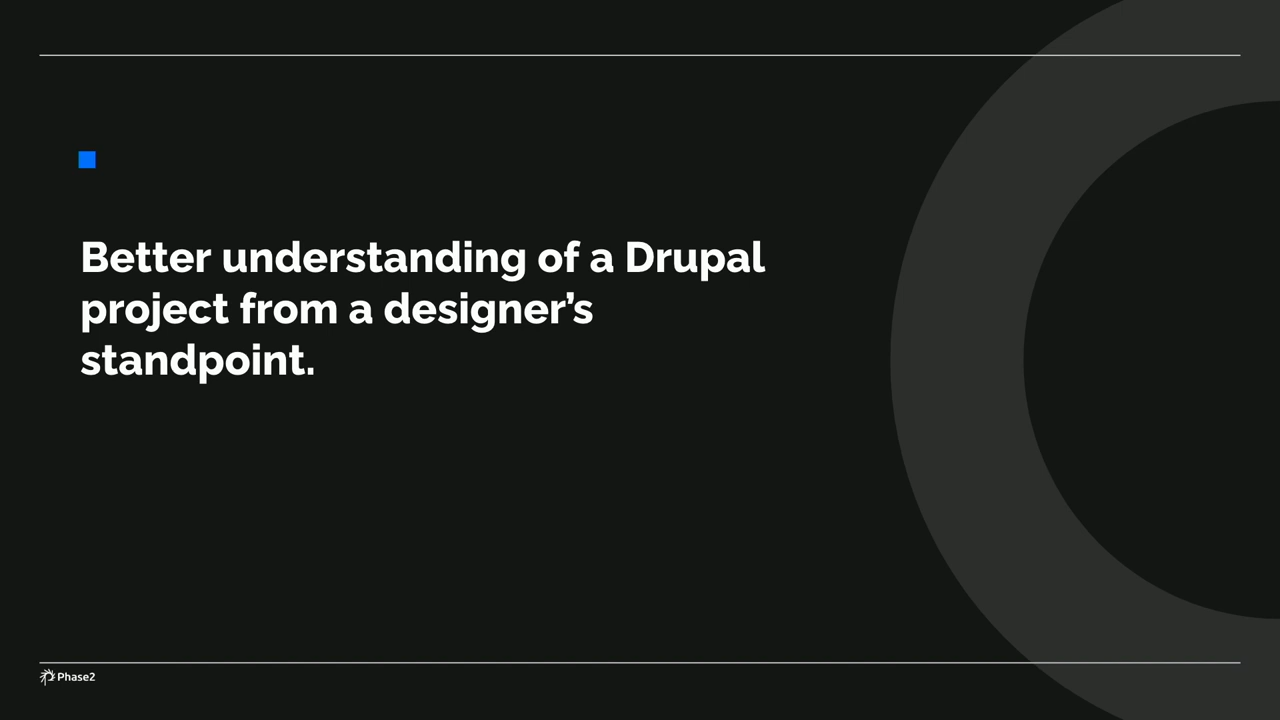 Better understanding of a Drupal
project from a designer’s
standpoint.
Phase2